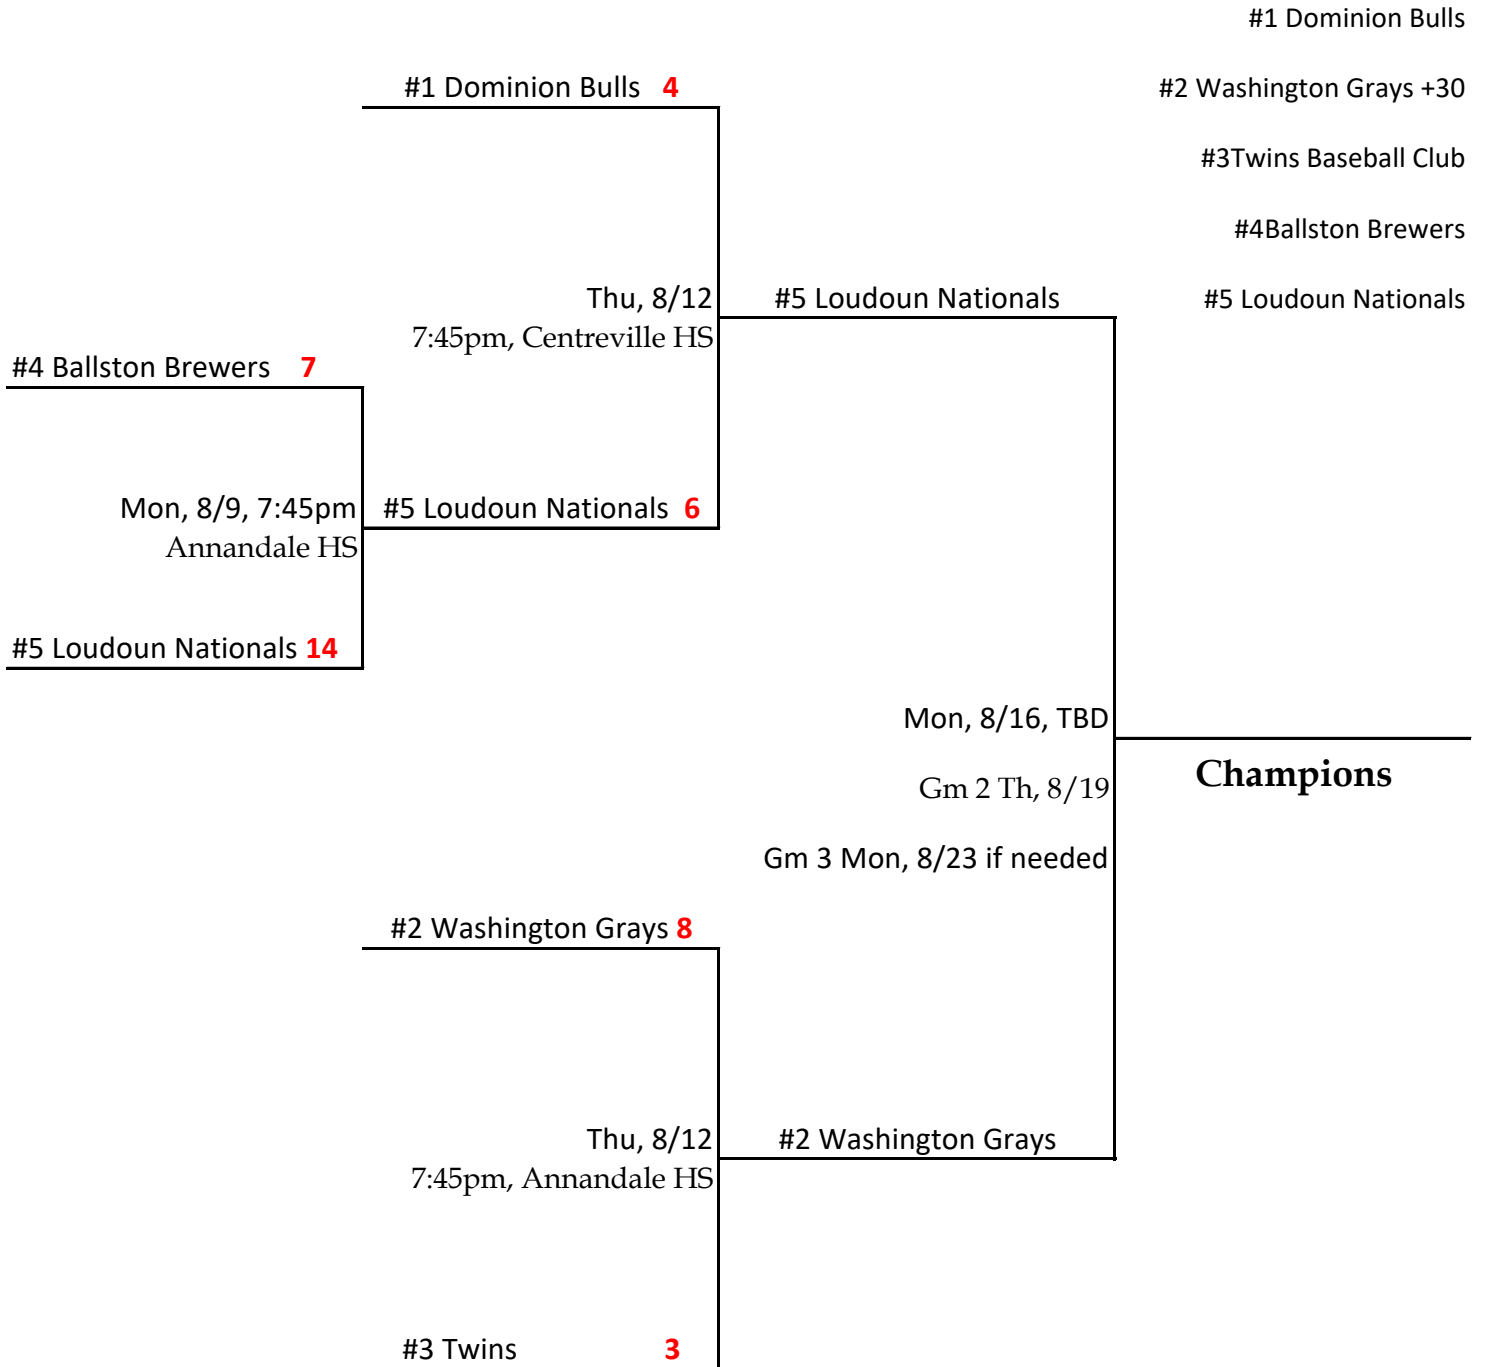 #1 Dominion Bulls
#1 Dominion Bulls 4
#2 Washington Grays +30
#3Twins Baseball Club
#4Ballston Brewers
Thu, 8/12
#5 Loudoun Nationals
#5 Loudoun Nationals
7:45pm, Centreville HS
#4 Ballston Brewers 7
Mon, 8/9, 7:45pm
#5 Loudoun Nationals 6
Annandale HS
#5 Loudoun Nationals 14
Mon, 8/16, TBD
Champions
Gm 2 Th, 8/19
Gm 3 Mon, 8/23 if needed
#2 Washington Grays 8
Thu, 8/12
#2 Washington Grays
7:45pm, Annandale HS
#3 Twins 3